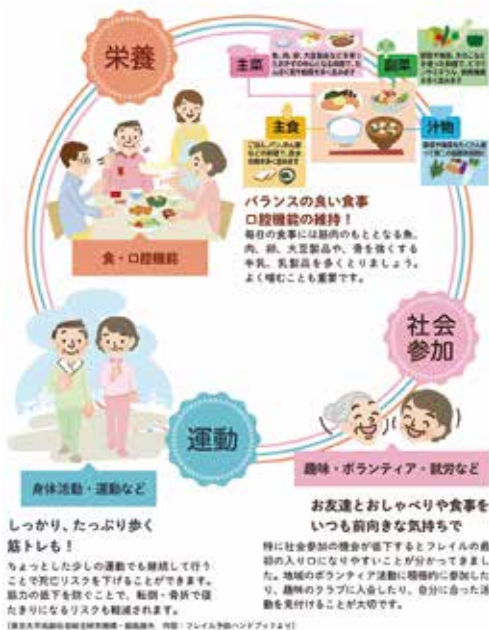 栄養
主菜
副菜
主食
汁物
食・口腔機能
バランスの良い食事
口腔機能の維持！
毎日の食事には筋肉のもととなる魚、
肉、卵、大豆製品や、骨を強くする
牛乳、乳製品を多くとりましょう。
よく噛むことも重要です。
社会
参加
運動
身体活動・運動など
趣味・ボランティア・就労など
しっかり、たっぷり歩く
筋トレも！
ちょっとした少しの運動でも継続して行う
ことで死亡リスクを下げることができます。
筋力の低下を防ぐことで、転倒・骨折で寝
たきりになるリスクも軽減されます。
お友達とおしゃべりや食事を
いつも前向きな気持ちで
特に社会参加の機会が低下するとフレイルの最
初の入り口になりやすいことが分かってきまし
た。地域のボランティア活動に積極的に参加した
り、趣味のクラブに入会したり、自分に合った活
動を見付けることが大切です。